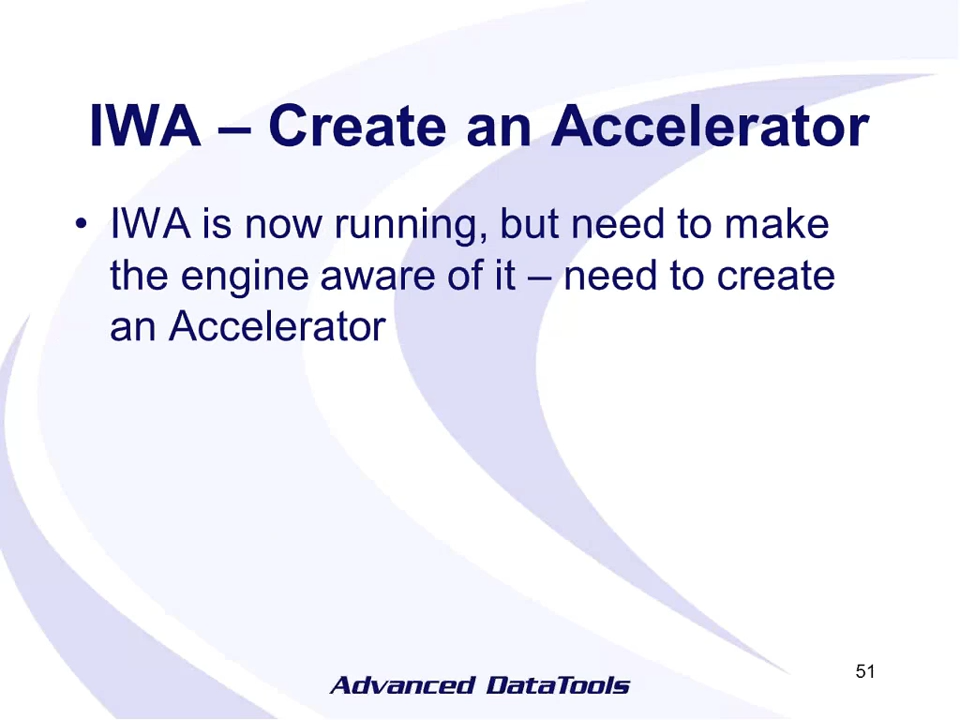 IWA – Create an Accelerator
• IWA is now running, but need to make
the engine aware of it – need to create
an Accelerator
Advanced DataTools
51